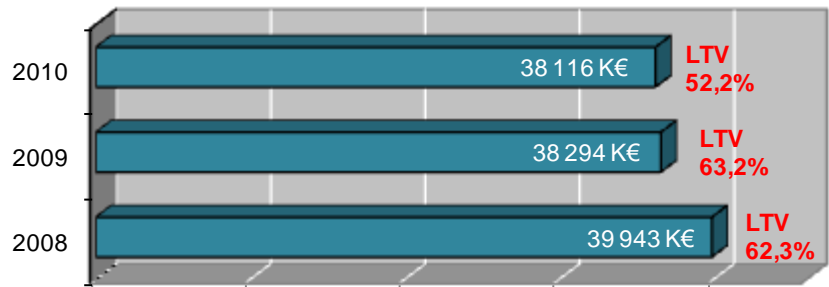 2010
38 116 K€
LTV
52,2%
2009
38 294 K€
LTV
63,2%
2008
39 943 K€
LTV
62,3%